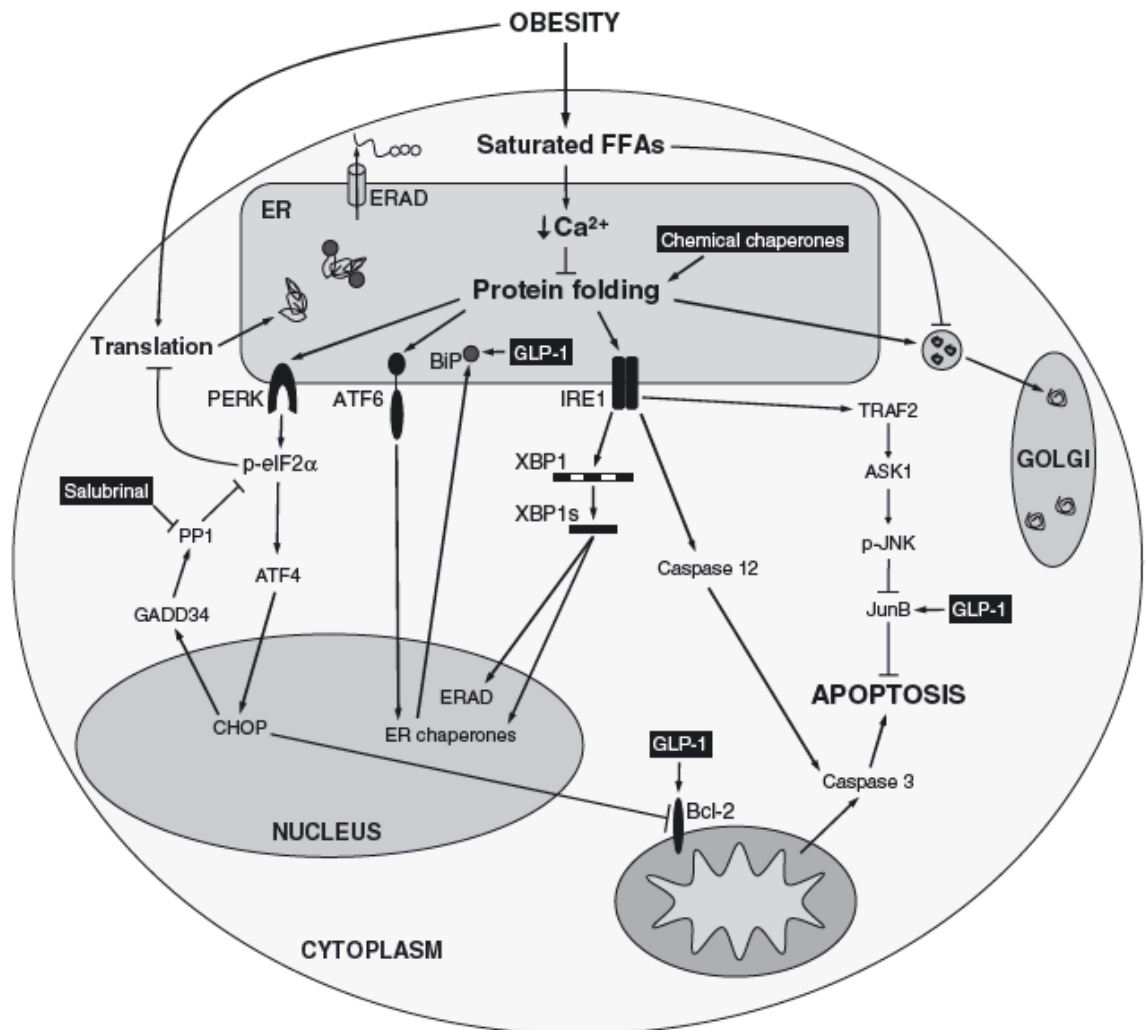 OBESITY
Saturated FFAs
ERAD
ER
↓Ca²⁺
Chemical chaperones
Protein folding
Translation
BiP
GLP-1
PERK
ATF6
IRE1
TRAF2
GOLGI
p-eIF2α
XBP1
ASK1
Salubrinal
XBP1s
PP1
p-JNK
ATF4
Caspase 12
GADD34
JunB
GLP-1
ERAD
APOPTOSIS
CHOP
ER chaperones
GLP-1
Caspase 3
Bcl-2
NUCLEUS
CYTOPLASM